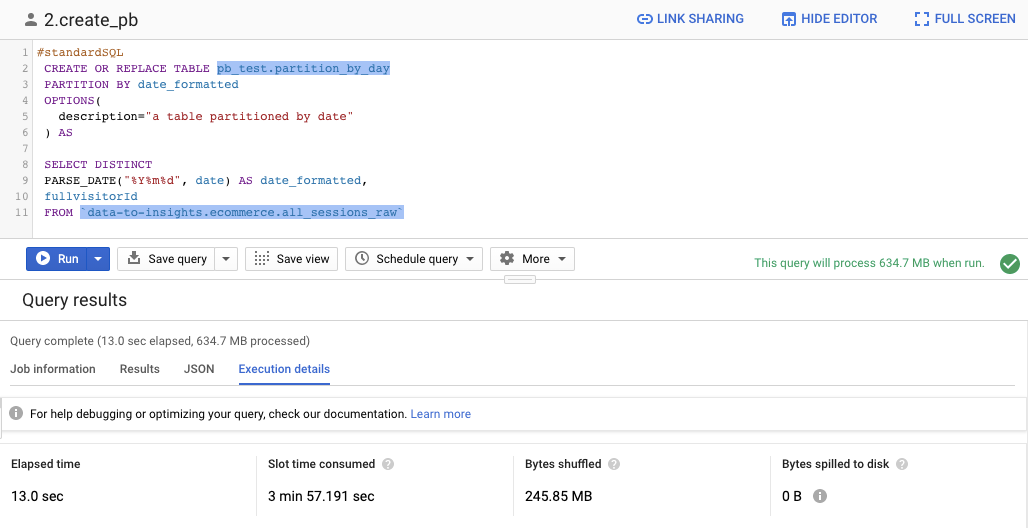 2.create_pb
LINK SHARING
HIDE EDITOR
FULL SCREEN
1 #standardSQL
2 CREATE OR REPLACE TABLE pb_test.partition_by_day
3 PARTITION BY date_formatted
4 OPTIONS(
5 description="a table partitioned by date"
6 ) AS
7
8 SELECT DISTINCT
9 PARSE_DATE("%Y%m%d", date) AS date_formatted,
10 fullvisitorId
11 FROM `data-to-insights.ecommerce.all_sessions_raw`
Run
Save query
Save view
Schedule query
More
This query will process 634.7 MB when run.
Query results
Query complete (13.0 sec elapsed, 634.7 MB processed)
Job information
Results
JSON
Execution details
For help debugging or optimizing your query, check our documentation. Learn more
Elapsed time
13.0 sec
Slot time consumed
3 min 57.191 sec
Bytes shuffled
245.85 MB
Bytes spilled to disk
0 B